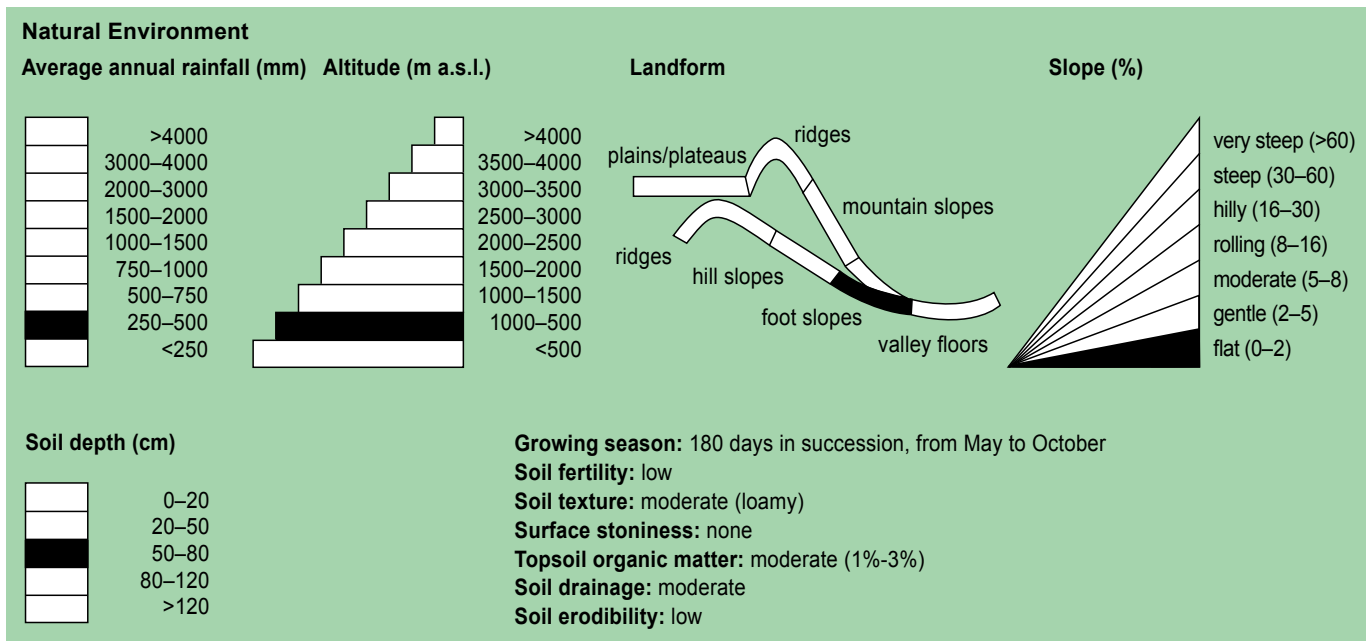 Natural Environment
Average annual rainfall (mm)
Altitude (m a.s.l.)
Landform
Slope (%)
>4000
3000–4000
2000–3000
1500–2000
1000–1500
750–1000
500–750
250–500
<250
>4000
3500–4000
3000–3500
2500–3000
2000–2500
1500–2000
1000–1500
1000–500
<500
ridges
plains/plateaus
mountain slopes
ridges
hill slopes
foot slopes
valley floors
very steep (>60)
steep (30–60)
hilly (16–30)
rolling (8–16)
moderate (5–8)
gentle (2–5)
flat (0–2)
Soil depth (cm)
0–20
20–50
50–80
80–120
>120
Growing season: 180 days in succession, from May to October
Soil fertility: low
Soil texture: moderate (loamy)
Surface stoniness: none
Topsoil organic matter: moderate (1%-3%)
Soil drainage: moderate
Soil erodibility: low